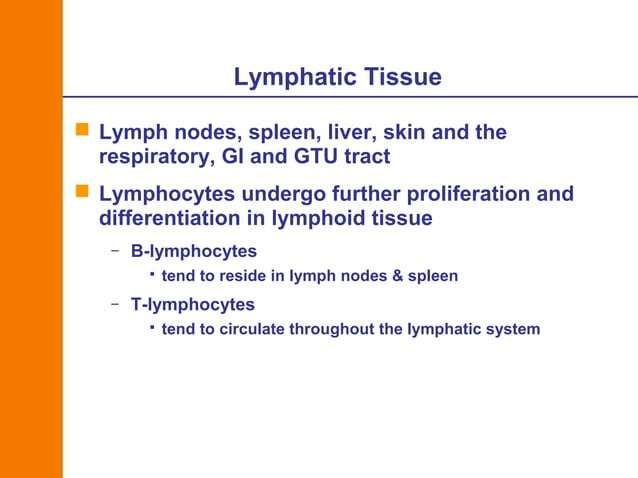 Lymphatic Tissue
Lymph nodes, spleen, liver, skin and the
respiratory, GI and GTU tract
Lymphocytes undergo further proliferation and
differentiation in lymphoid tissue
– B-lymphocytes
▪ tend to reside in lymph nodes & spleen
– T-lymphocytes
▪ tend to circulate throughout the lymphatic system